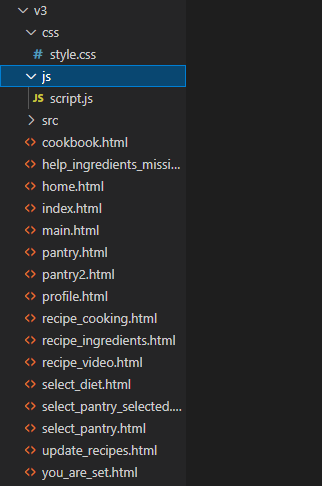 v3
css
# style.css
js
JS script.js
src
<> cookbook.html
<> help_ingredients_missi...
<> home.html
<> index.html
<> main.html
<> pantry.html
<> pantry2.html
<> profile.html
<> recipe_cooking.html
<> recipe_ingredients.html
<> recipe_video.html
<> select_diet.html
<> select_pantry_selected....
<> select_pantry.html
<> update_recipes.html
<> you_are_set.html